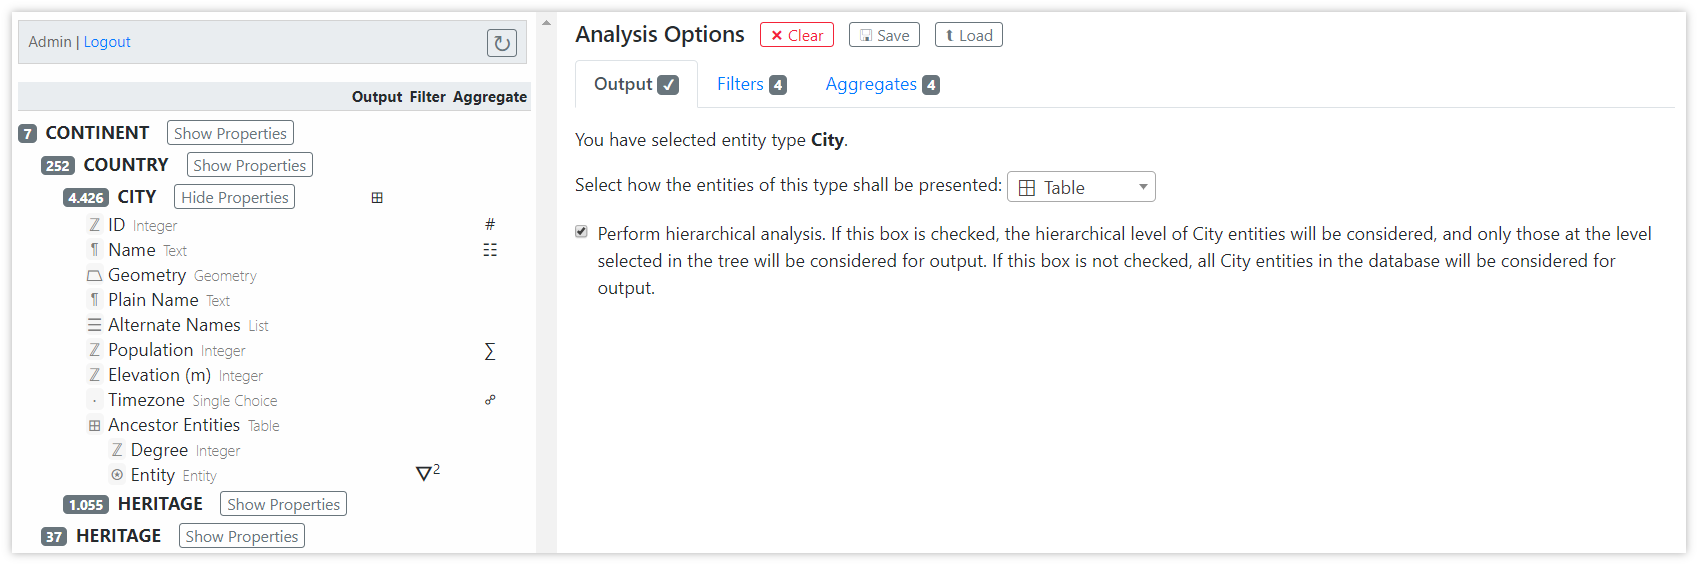 Admin | Logout
↻
Output Filter Aggregate
7 CONTINENT Show Properties
252 COUNTRY Show Properties
4.426 CITY Hide Properties
ℤ ID Integer #
¶ Name Text
Geometry Geometry
¶ Plain Name Text
Alternate Names List
ℤ Population Integer ∑
ℤ Elevation (m) Integer
· Timezone Single Choice
Ancestor Entities Table
ℤ Degree Integer
Entity Entity ▽2
1.055 HERITAGE Show Properties
37 HERITAGE Show Properties
Analysis Options × Clear Save Load
Output ✓ Filters 4 Aggregates 4
You have selected entity type City.
Select how the entities of this type shall be presented: Table
Perform hierarchical analysis. If this box is checked, the hierarchical level of City entities will be considered, and only those at the level
selected in the tree will be considered for output. If this box is not checked, all City entities in the database will be considered for
output.